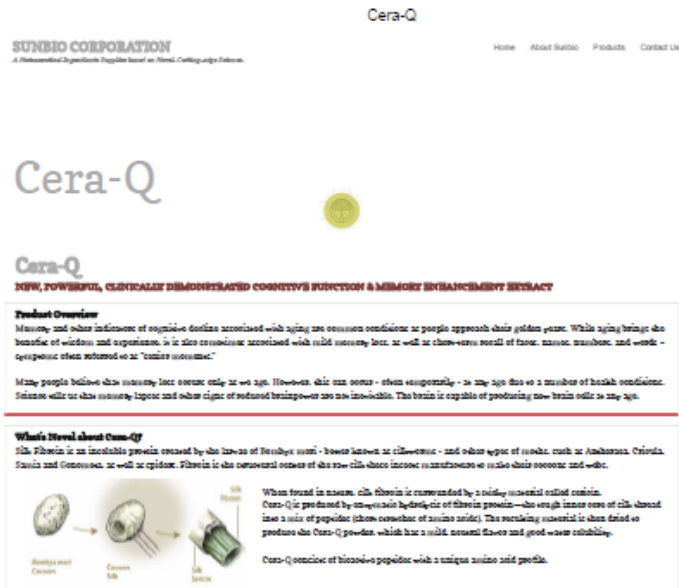 Cera-Q
SUNBIO CORPORATION
A Nutraceutical Ingredients Supplier based on Novel, Cutting-edge Science.
Home About Sunbio Products Contact Us
Cera-Q
Cera-Q
NEW, POWERFUL, CLINICALLY DEMONSTRATED COGNITIVE FUNCTION & MEMORY ENHANCEMENT EXTRACT
Product Overview
Memory and other indicators of cognitive decline associated with aging are common conditions as people approach their golden years. While aging brings the
benefits of wisdom and experience, it is also sometimes associated with mild memory loss, as well as short-term recall of faces, names, numbers, and words -
symptoms often referred to as "senior moments."
Many people believe that memory loss occurs only as we age. However, this can occur - often temporarily - at any age due to a number of health conditions.
Science tells us that memory lapses and other signs of reduced brainpower are not inevitable. The brain is capable of producing new brain cells at any age.
What's Novel about Cera-Q?
Silk Fibroin is an insoluble protein created by the larvae of Bombyx mori - better known as silkworms - and other types of moths, such as Antheraea, Cricula,
Samia and Gonometa, as well as spiders. Fibroin is the structural center of the raw silk these insects manufacture to make their cocoons and webs.
Silk
Fibroin
Bombyx mori
Cocoon
Cocoon
Silk
Silk
Sericin
When found in nature, silk fibroin is surrounded by a sticky material called sericin.
Cera-Q is produced by enzymatic hydrolysis of fibroin protein—the tough inner core of silk thread
into a mix of peptides (short stretches of amino acids). The resulting material is then dried to
produce the Cera-Q powder, which has a mild, neutral flavor and good water solubility.
Cera-Q consists of bioactive peptides with a unique amino acid profile.